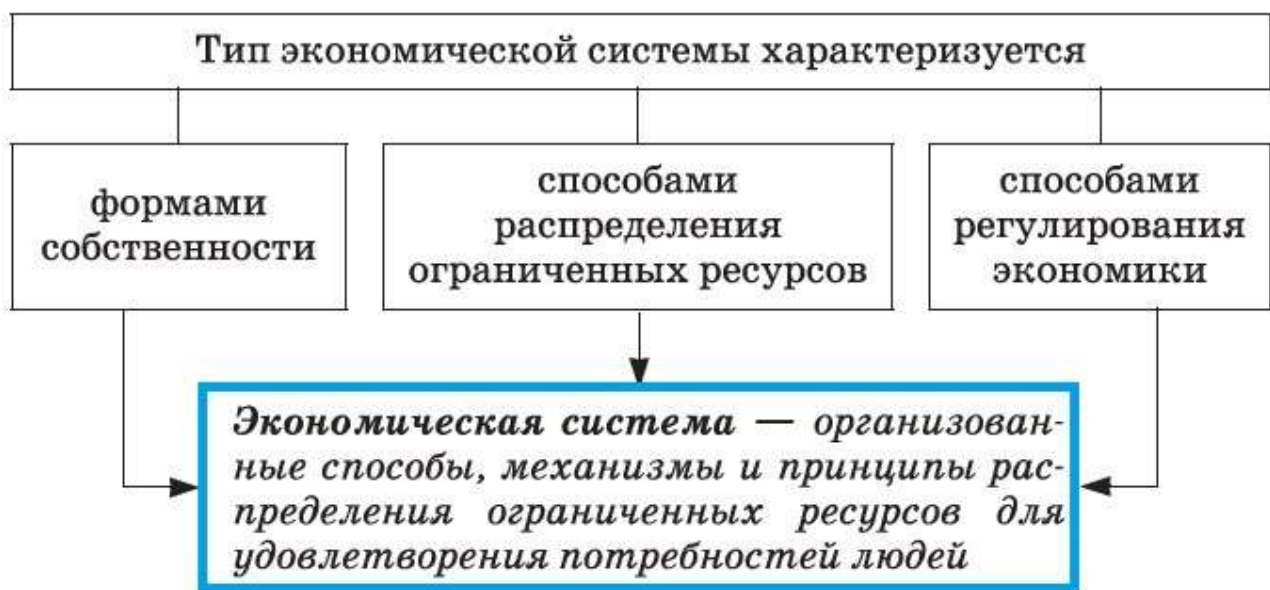 Тип экономической системы характеризуется
формами
собственности
способами
распределения
ограниченных ресурсов
способами
регулирования
экономики
Экономическая система — организован-
ные способы, механизмы и принципы рас-
пределения ограниченных ресурсов для
удовлетворения потребностей людей